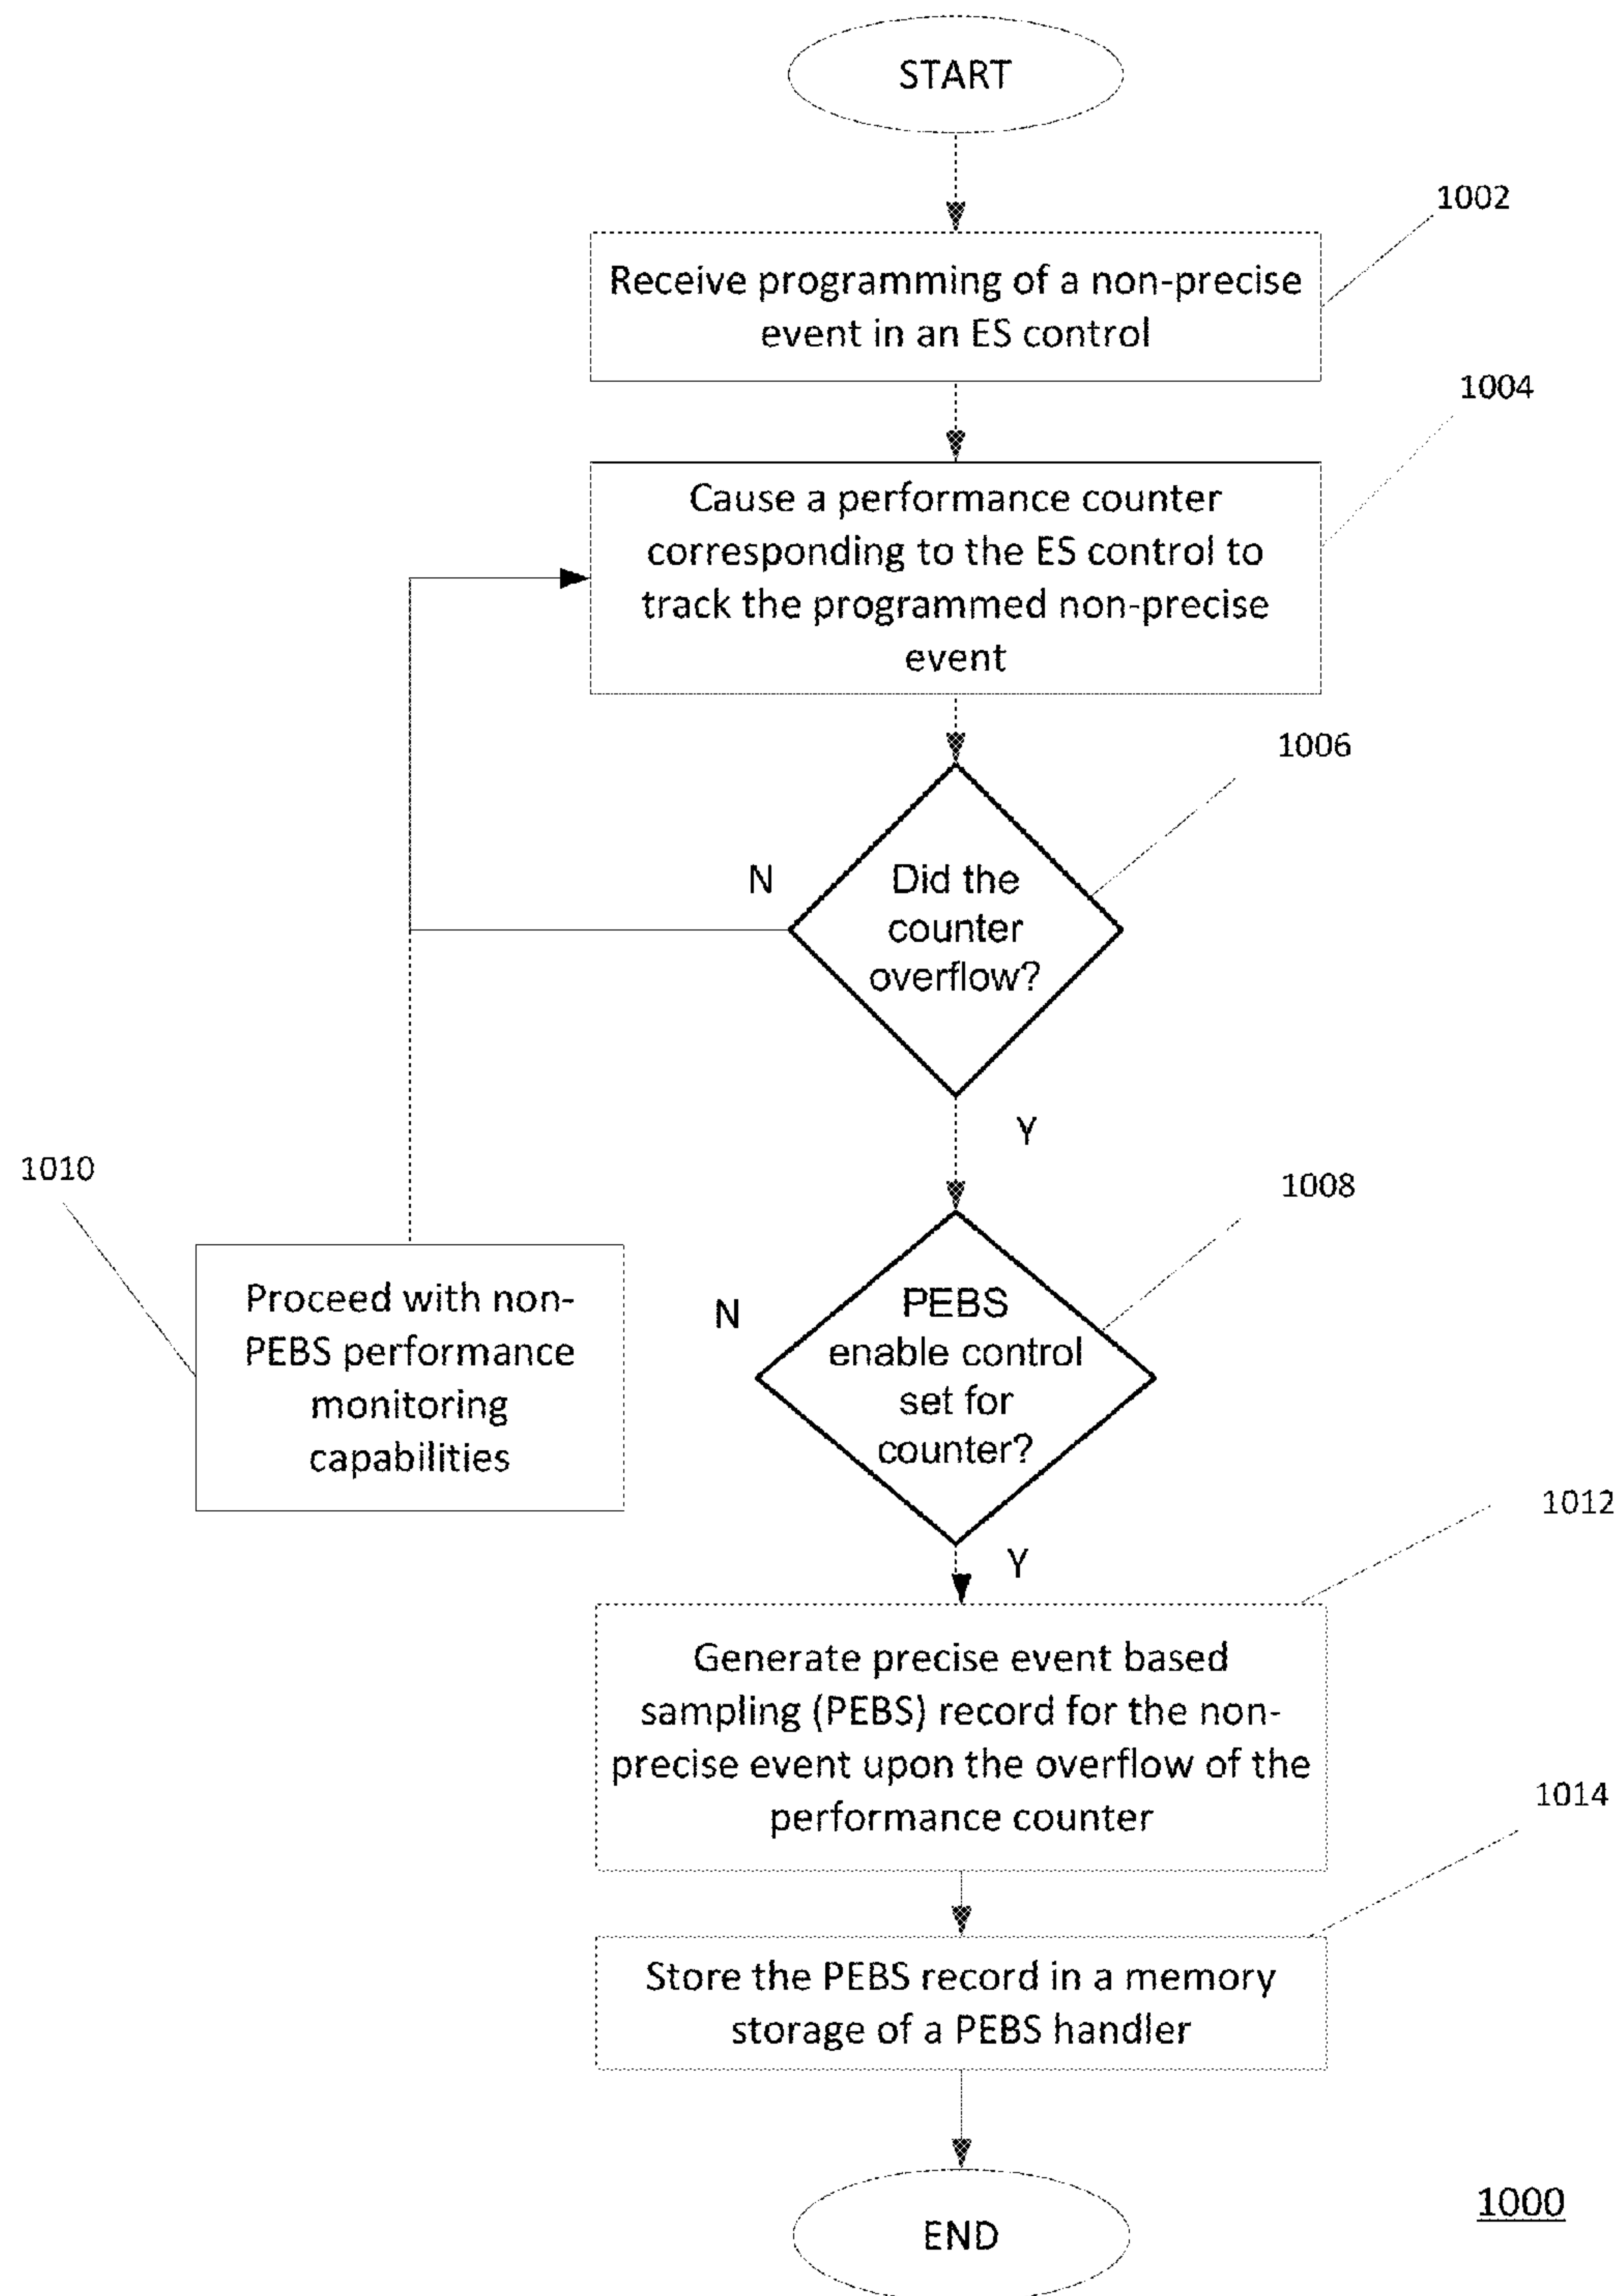 START
1002
Receive programming of a non-precise
event in an ES control
1004
Cause a performance counter
corresponding to the ES control to
track the programmed non-precise
event
1006
N
Did the
counter
overflow?
Y
1008
1010
N
PEBS
enable control
set for
counter?
Proceed with non-
PEBS performance
monitoring
capabilities
1012
Y
Generate precise event based
sampling (PEBS) record for the non-
precise event upon the overflow of the
performance counter
1014
Store the PEBS record in a memory
storage of a PEBS handler
END
1000